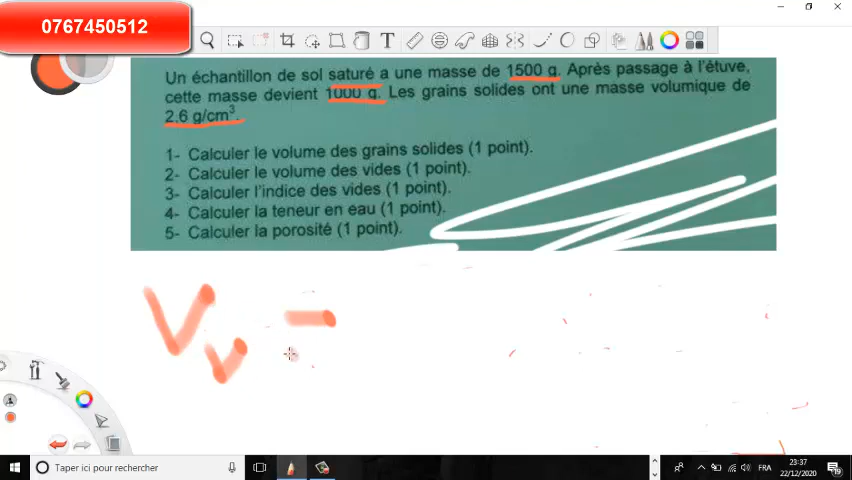 0767450512
T
Un échantillon de sol saturé a une masse de 1500 g. Après passage à l'étuve,
cette masse devient 1000 g. Les grains solides ont une masse volumique de
2,6 g/cm³.
1- Calculer le volume des grains solides (1 point).
2- Calculer le volume des vides (1 point).
3- Calculer l'indice des vides (1 point).
4- Calculer la teneur en eau (1 point).
5- Calculer la porosité (1 point).
Vv =
Taper ici pour rechercher
FRA
23:37
22/12/2020
19